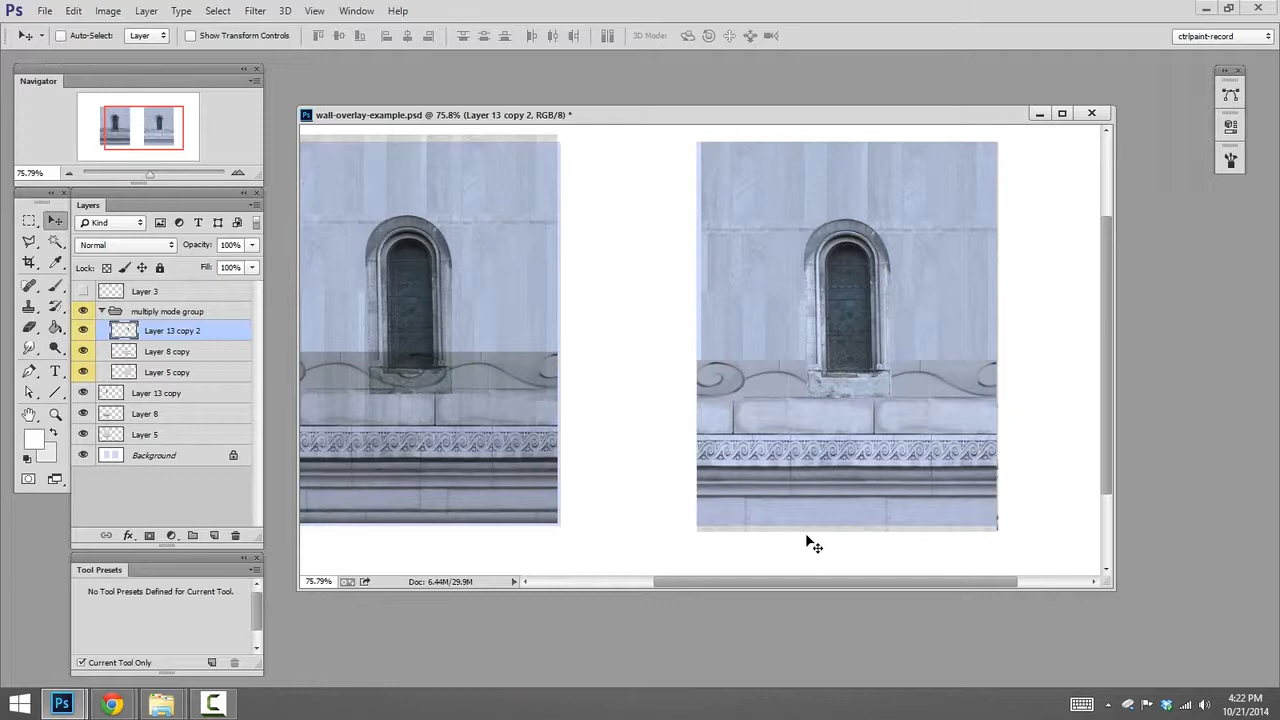 Ps File Edit Image Layer Type Select Filter 3D View Window Help
Auto-Select: Layer Show Transform Controls 3D Mode: ctrlpaint-record
Navigator
Ps wall-overlay-example.psd @ 75.8% (Layer 13 copy 2, RGB/8) *
75.79%
Layers
Kind
Normal Opacity: 100%
Lock: Fill: 100%
Layer 3
multiply mode group
Layer 13 copy 2
Layer 8 copy
Layer 5 copy
Layer 13 copy
Layer 8
Layer 5
Background
fx
Tool Presets
No Tool Presets Defined for Current Tool.
Current Tool Only
75.79% Doc: 6.44M/29.9M
Ps C 4:22 PM
10/21/2014